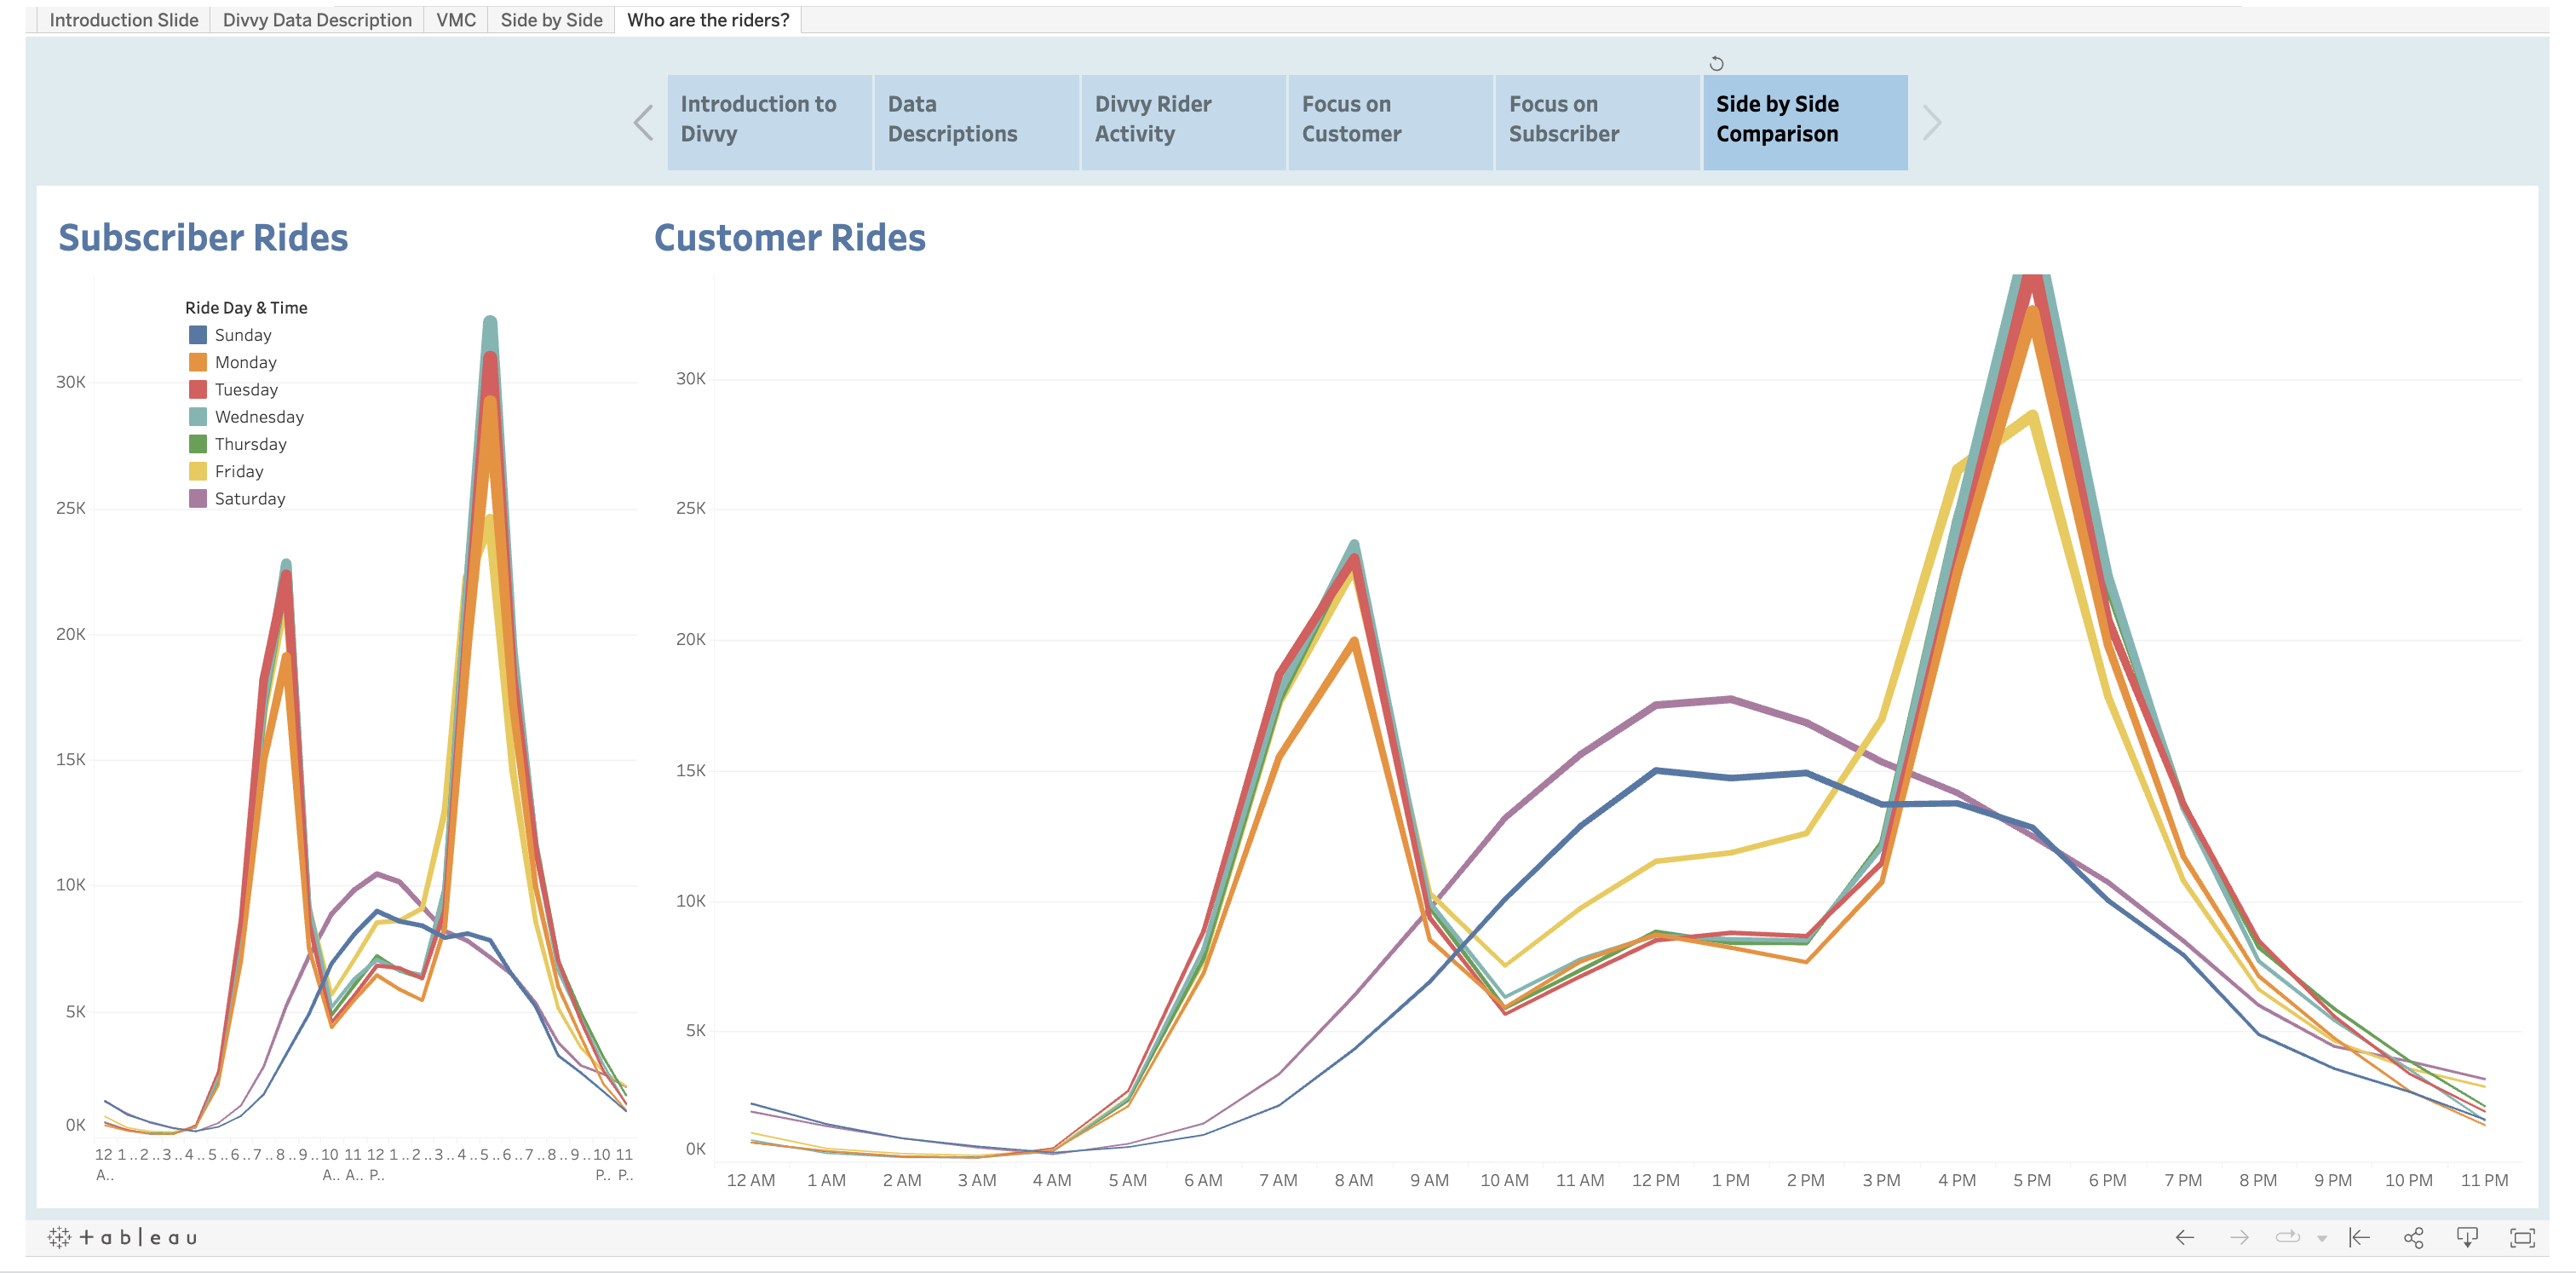 Introduction Slide Divvy Data Description VMC Side by Side Who are the riders?
Introduction to Divvy
Data Descriptions
Divvy Rider Activity
Focus on Customer
Focus on Subscriber
Side by Side Comparison
Subscriber Rides
Ride Day & Time
Sunday
Monday
Tuesday
Wednesday
Thursday
Friday
Saturday
30K
25K
20K
15K
10K
5K
0K
12 1.. 2.. 3.. 4.. 5.. 6.. 7.. 8.. 9.. 10 11 12 1.. 2.. 3.. 4.. 5.. 6.. 7.. 8.. 9.. 10 11
A.. A.. A.. P.. P.. P..
Customer Rides
30K
25K
20K
15K
10K
5K
0K
12 AM 1 AM 2 AM 3 AM 4 AM 5 AM 6 AM 7 AM 8 AM 9 AM 10 AM 11 AM 12 PM 1 PM 2 PM 3 PM 4 PM 5 PM 6 PM 7 PM 8 PM 9 PM 10 PM 11 PM
+ableau